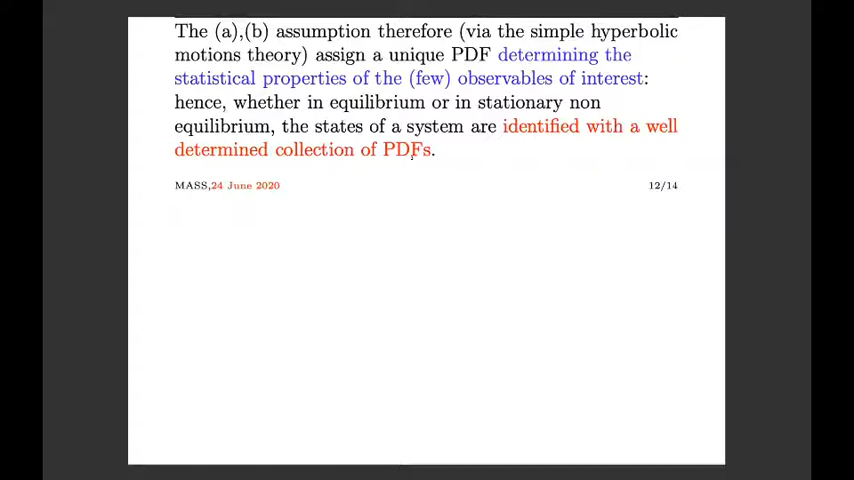 The (a),(b) assumption therefore (via the simple hyperbolic
motions theory) assign a unique PDF determining the
statistical properties of the (few) observables of interest:
hence, whether in equilibrium or in stationary non
equilibrium, the states of a system are identified with a well
determined collection of PDFs.
MASS,24 June 2020 12/14